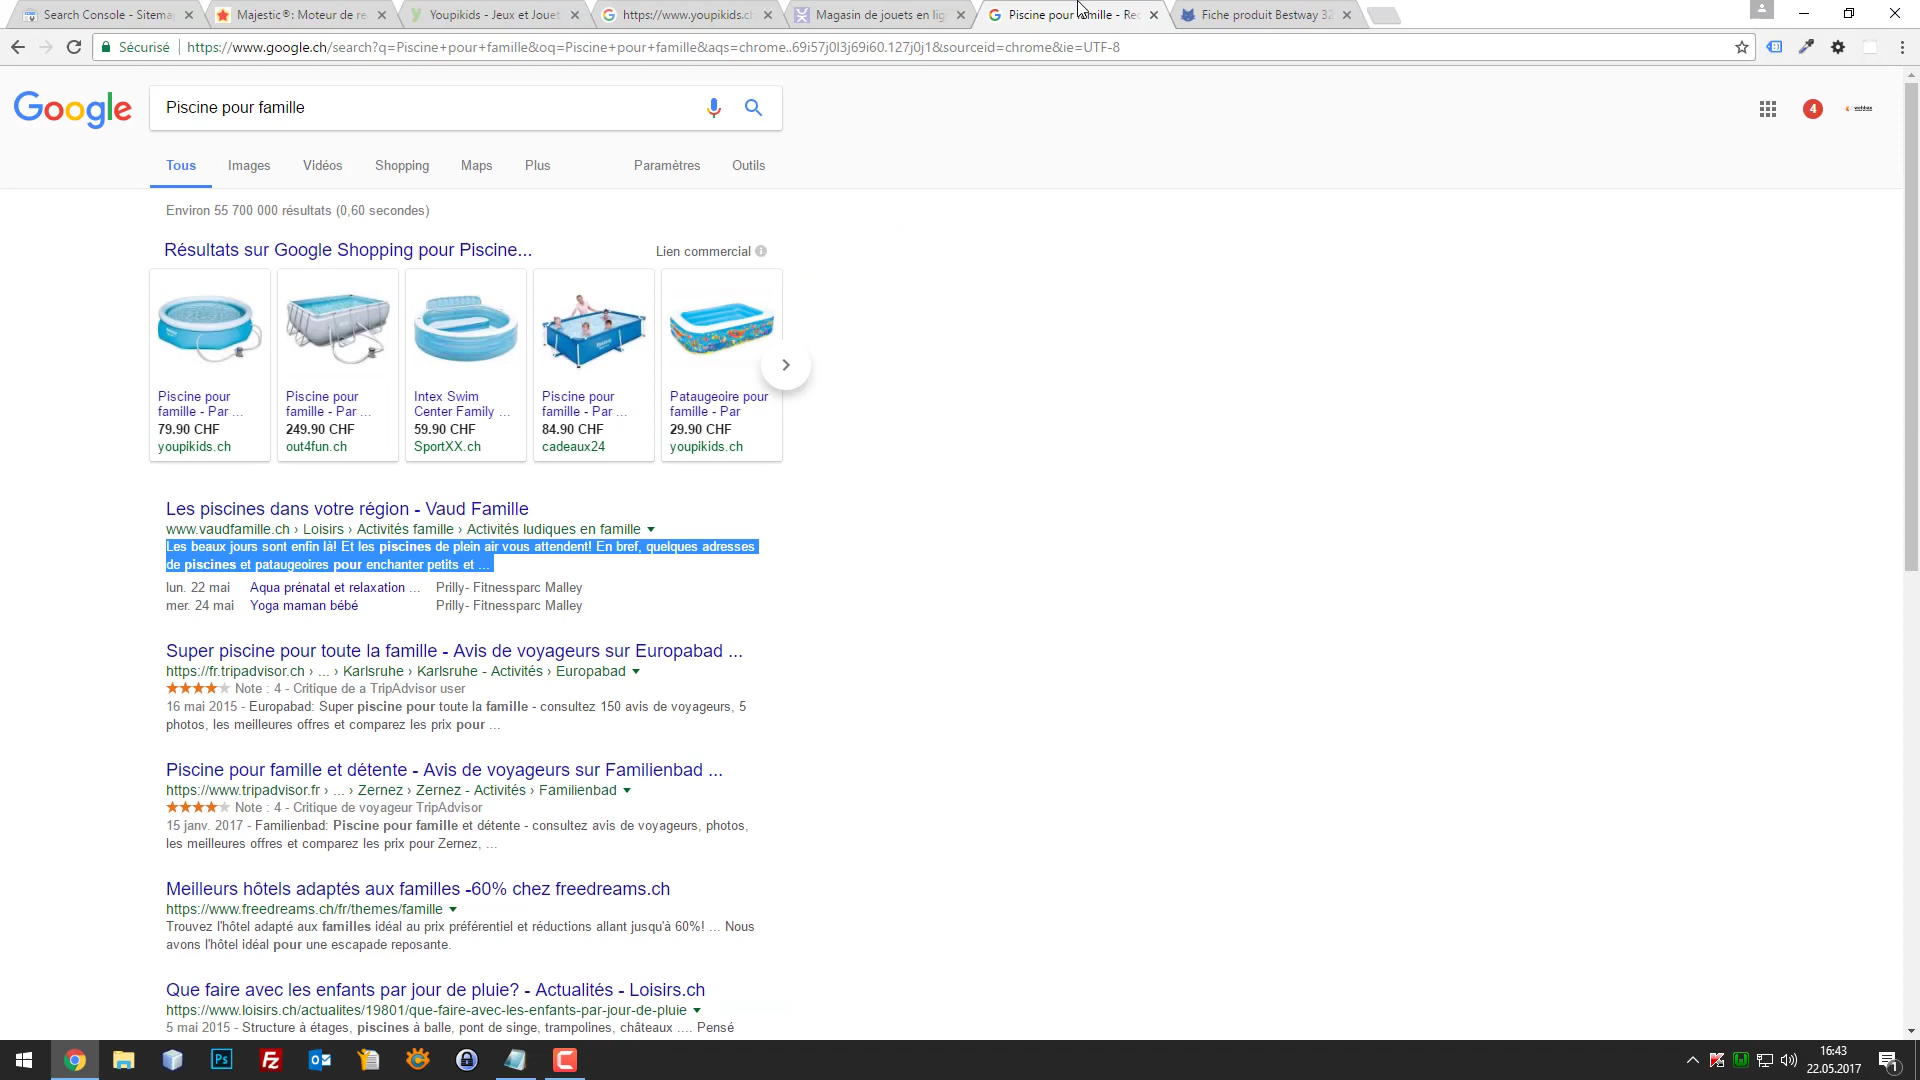 Search Console - Sitema
Majestic®: Moteur de re
Youpikids - Jeux et Jouet
https://www.youpikids.c
Magasin de jouets en lig
Piscine pour famille - Rec
Fiche produit Bestway 32
Sécurisé
https://www.google.ch/search?q=Piscine+pour+famille&oq=Piscine+pour+famille&aqs=chrome..69i57j0l3j69i60.127j0j1&sourceid=chrome&ie=UTF-8
Google
Piscine pour famille
4
Tous Images Vidéos Shopping Maps Plus Paramètres Outils
Environ 55 700 000 résultats (0,60 secondes)
Résultats sur Google Shopping pour Piscine...
Lien commercial
Piscine pour
famille - Par ...
79.90 CHF
youpikids.ch
Piscine pour
famille - Par ...
249.90 CHF
out4fun.ch
Intex Swim
Center Family ...
59.90 CHF
SportXX.ch
Piscine pour
famille - Par ...
84.90 CHF
cadeaux24
Pataugeoire pour
famille - Par
29.90 CHF
youpikids.ch
Les piscines dans votre région - Vaud Famille
www.vaudfamille.ch › Loisirs › Activités famille › Activités ludiques en famille
Les beaux jours sont enfin là! Et les piscines de plein air vous attendent! En bref, quelques adresses
de piscines et pataugeoires pour enchanter petits et ...
lun. 22 mai Aqua prénatal et relaxation ... Prilly- Fitnessparc Malley
mer. 24 mai Yoga maman bébé Prilly- Fitnessparc Malley
Super piscine pour toute la famille - Avis de voyageurs sur Europabad ...
https://fr.tripadvisor.ch › ... › Karlsruhe › Karlsruhe - Activités › Europabad
Note : 4 - Critique de a TripAdvisor user
16 mai 2015 - Europabad: Super piscine pour toute la famille - consultez 150 avis de voyageurs, 5
photos, les meilleures offres et comparez les prix pour ...
Piscine pour famille et détente - Avis de voyageurs sur Familienbad ...
https://www.tripadvisor.fr › ... › Zernez › Zernez - Activités › Familienbad
Note : 4 - Critique de voyageur TripAdvisor
15 janv. 2017 - Familienbad: Piscine pour famille et détente - consultez avis de voyageurs, photos,
les meilleures offres et comparez les prix pour Zernez, ...
Meilleurs hôtels adaptés aux familles -60% chez freedreams.ch
https://www.freedreams.ch/fr/themes/famille
Trouvez l'hôtel adapté aux familles idéal au prix préférentiel et réductions allant jusqu'à 60%! ... Nous
avons l'hôtel idéal pour une escapade reposante.
Que faire avec les enfants par jour de pluie? - Actualités - Loisirs.ch
https://www.loisirs.ch/actualites/19801/que-faire-avec-les-enfants-par-jour-de-pluie
5 mai 2015 - Structure à étages, piscines à balle, pont de singe, trampolines, châteaux .... Pensé
Ps
Fz
16:43
22.05.2017
1